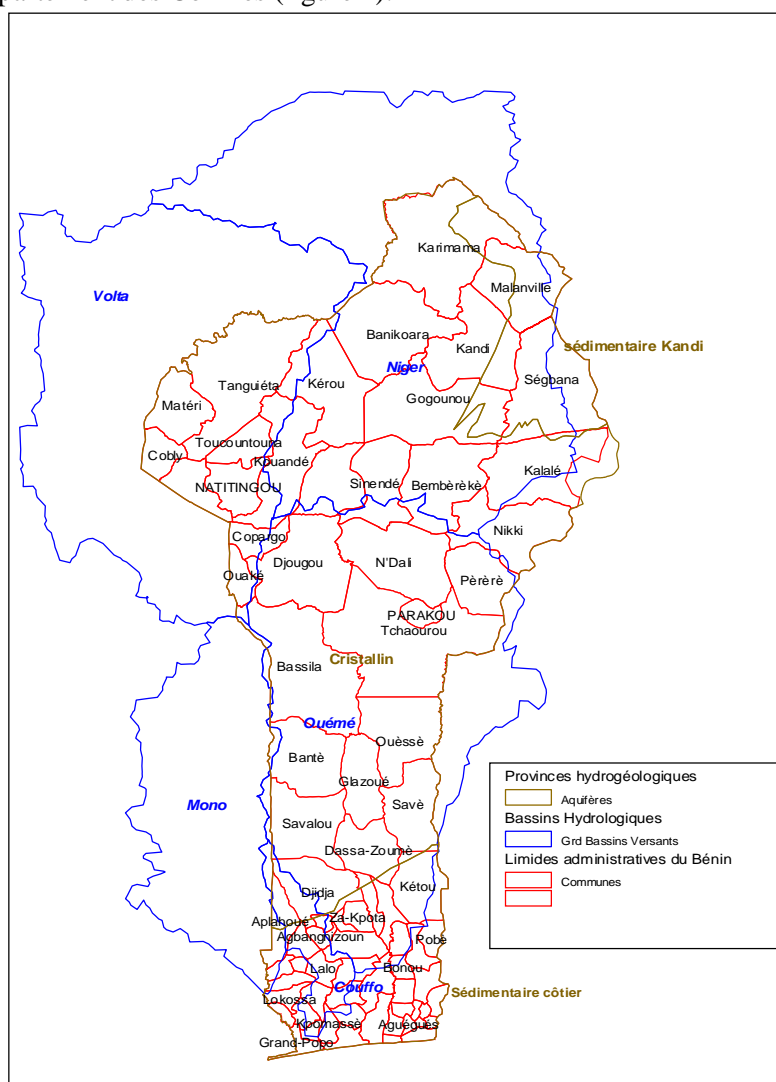 Karimama
Malanville
Volta
Banikoara
Kandi
sédimentaire Kandi
Niger
Ségbana
Tanguiéta
Kérou
Gogounou
Matéri
Toucountouna
Cobly
Kouandé
Kalalé
NATITINGOU
Sinendé
Bembèrèkè
Nikki
Copargo
Djougou
N'Dali
Ouaké
Pèrèrè
PARAKOU
Tchaourou
Cristallin
Bassila
Ouémé
Ouèssè
Bantè
Glazoué
Mono
Savè
Savalou
Dassa-Zoumè
Provinces hydrogéologiques
Aquifères
Bassins Hydrologiques
Grd Bassins Versants
Limides administratives du Bénin
Communes
Kétou
Djidja
Aplahoué
Za-Kpota
Agbanghizoun
Pobè
Lalo
Bonou
Couffo
Sédimentaire côtier
Lokossa
Kpomassè
Aguégués
Grand-Popo